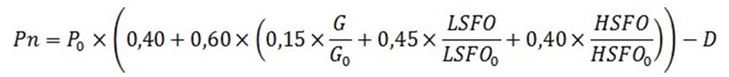 Pn = P₀ × (0,40 + 0,60 × (0,15 × G/G₀ + 0,45 × LSFO/LSFO₀ + 0,40 × HSFO/HSFO₀)) − D